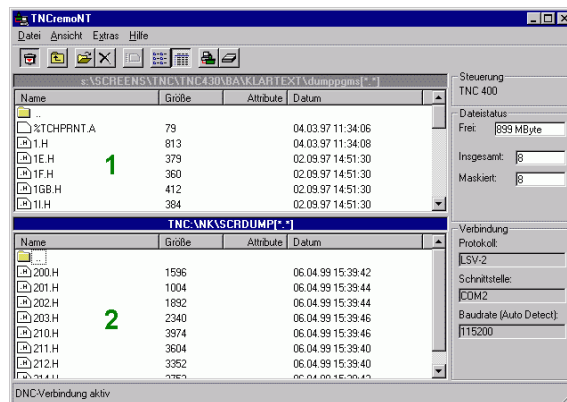 TNCremoNT
Datei Ansicht Extras Hilfe
s:\SCREENS\TNC\TNC430\BA\KLARTEXT\dumppgms[*.*]
Name Größe Attribute Datum
..
%TCHPRNT.A 79 04.03.97 11:34:06
1.H 813 04.03.97 11:34:08
1E.H 379 02.09.97 14:51:30
1F.H 360 02.09.97 14:51:30
1GB.H 412 02.09.97 14:51:30
1I.H 384 02.09.97 14:51:30
1
TNC:\NK\SCRDUMP[*.*]
Name Größe Attribute Datum
..
200.H 1596 06.04.99 15:39:42
201.H 1004 06.04.99 15:39:44
202.H 1892 06.04.99 15:39:44
203.H 2340 06.04.99 15:39:46
210.H 3974 06.04.99 15:39:46
211.H 3604 06.04.99 15:39:40
212.H 3352 06.04.99 15:39:40
214.H 2752
2
Steuerung
TNC 400
Dateistatus
Frei: 899 MByte
Insgesamt: 8
Maskiert: 8
Verbindung
Protokoll:
LSV-2
Schnittstelle:
COM2
Baudrate (Auto Detect):
115200
DNC-Verbindung aktiv